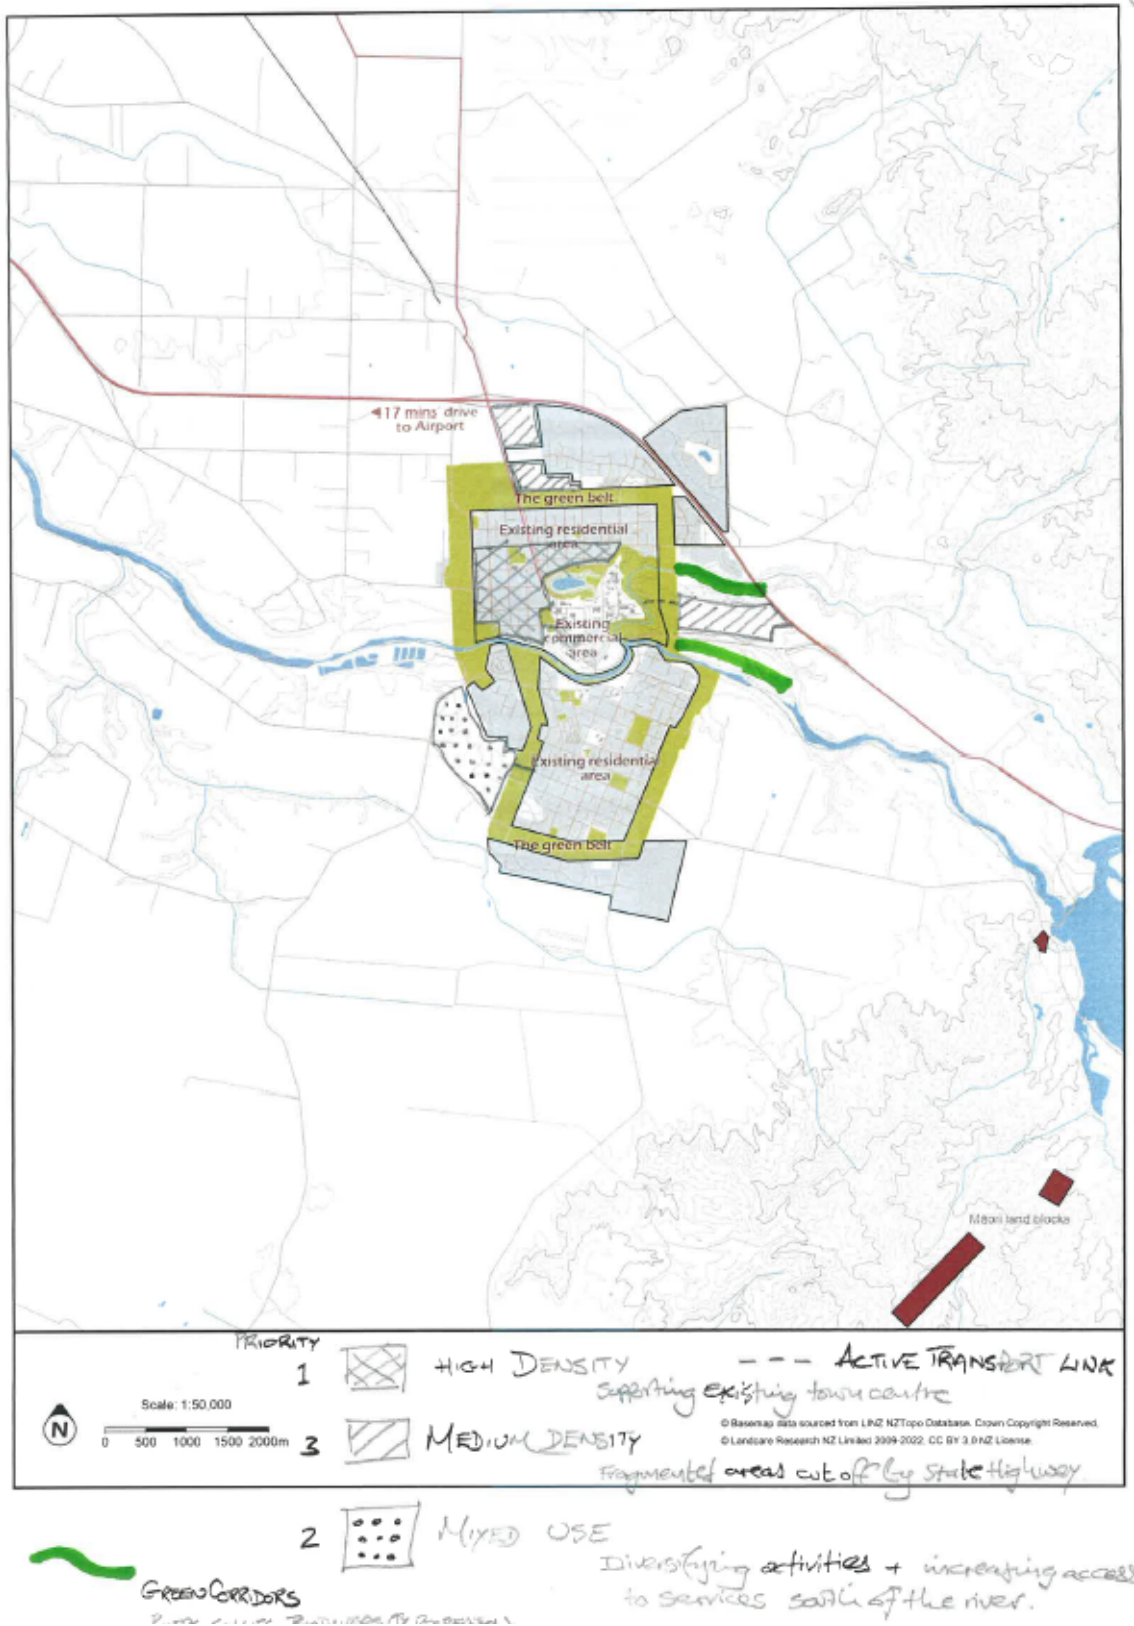 17 mins' drive
to Airport
The green belt
Existing residential
area
Existing
commercial
area
Existing residential
area
The green belt
Māori land blocks
PRIORITY
1 HIGH DENSITY
--- ACTIVE TRANSPORT LINK
Supporting existing town centre
Scale: 1:50,000
N
0 500 1000 1500 2000m
3 MEDIUM DENSITY
© Basemap data sourced from LINZ NZTopo Database. Crown Copyright Reserved.
© Landcare Research NZ Limited 2009-2022. CC BY 3.0 NZ License.
Fragmented areas cut off by State Highway
2 MIXED USE
Diversifying activities + increasing access
to services south of the river.
GREEN CORRIDORS